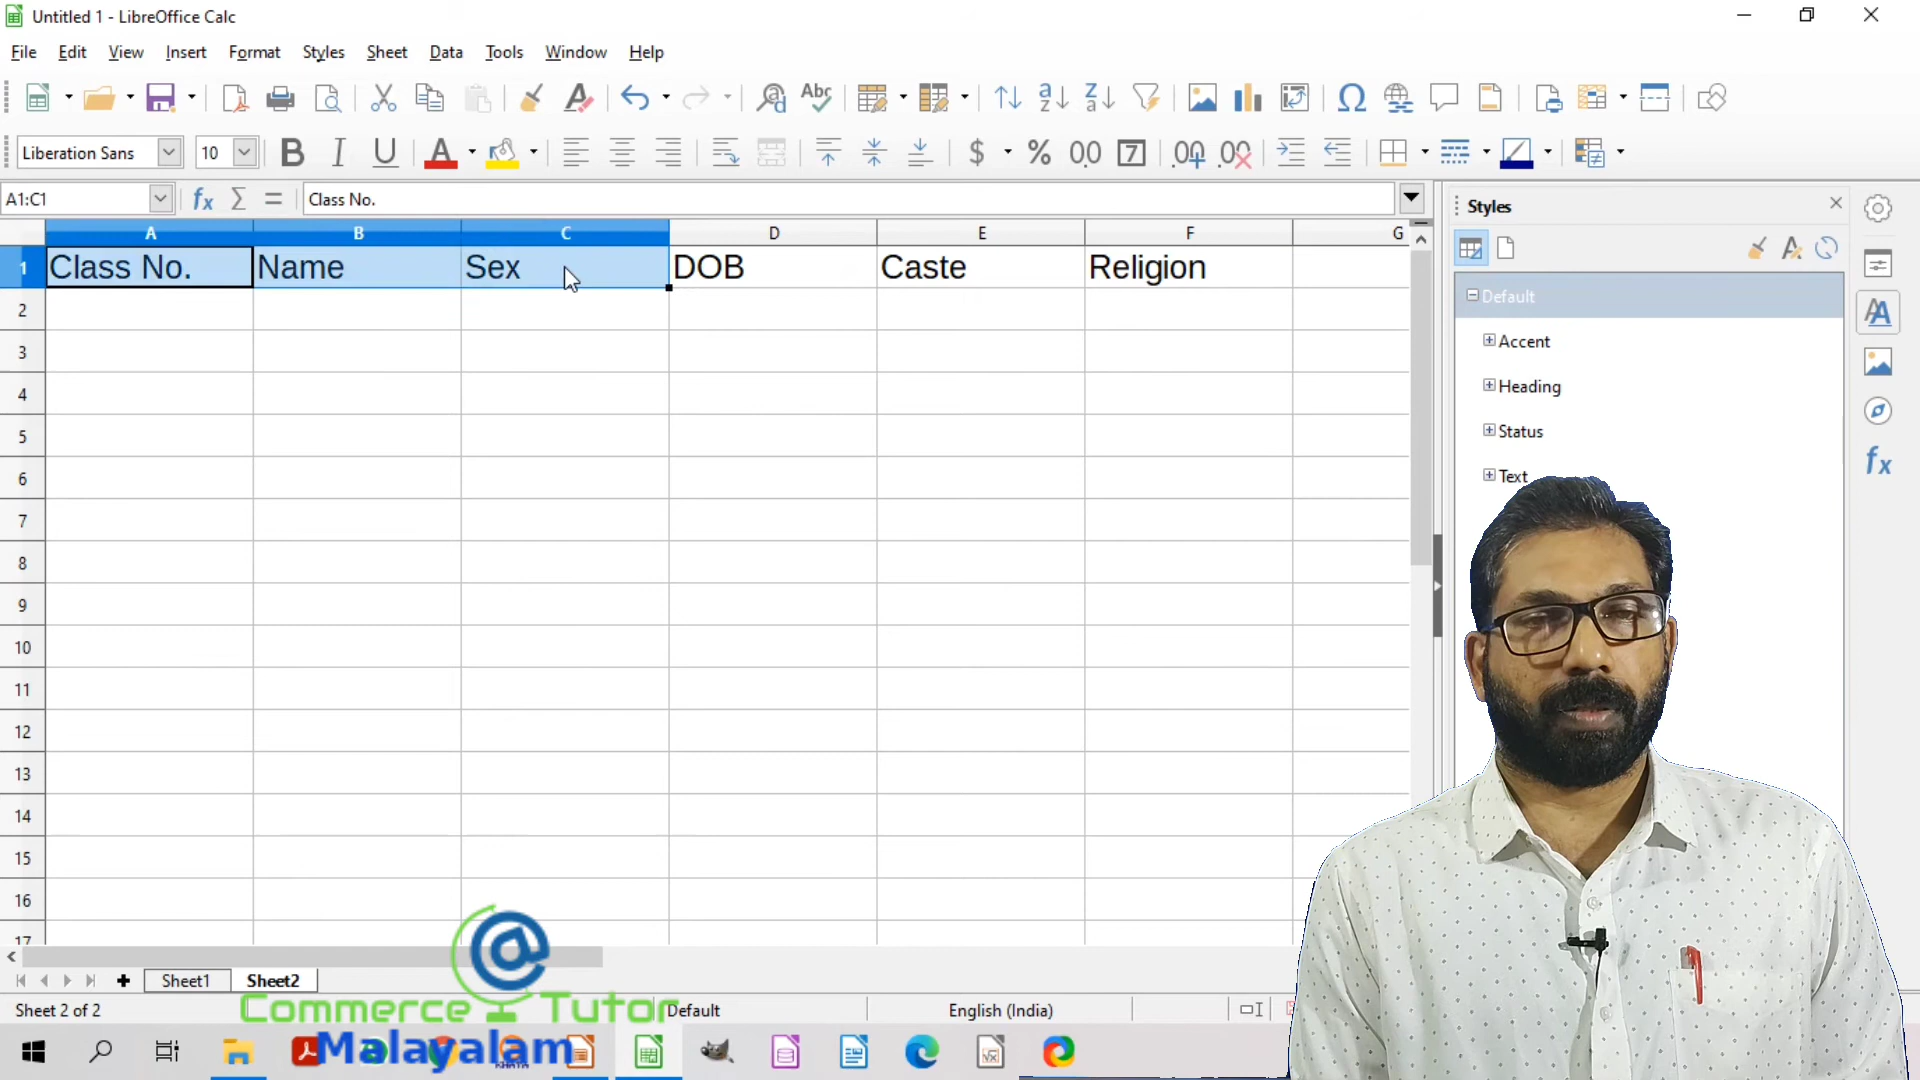 Untitled 1 - LibreOffice Calc
File Edit View Insert Format Styles Sheet Data Tools Window Help
Liberation Sans 10
A1:C1 Class No.
Styles
A B C D E F G
1 Class No. Name Sex DOB Caste Religion
2
3
4
5
6
7
8
9
10
11
12
13
14
15
16
17
Default
Accent
Heading
Status
Text
Sheet1 Sheet2
Sheet 2 of 2 Default English (India)
Commerce Tutor
Malayalam